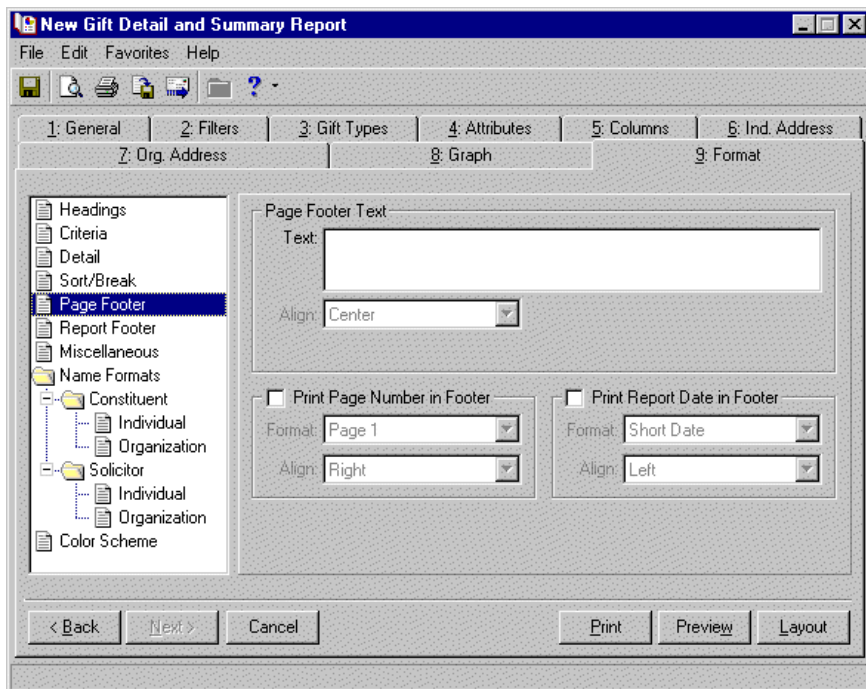 New Gift Detail and Summary Report
File Edit Favorites Help
?
1: General 2: Filters 3: Gift Types 4: Attributes 5: Columns 6: Ind. Address
7: Org. Address 8: Graph 9: Format
Headings
Criteria
Detail
Sort/Break
Page Footer
Report Footer
Miscellaneous
Name Formats
Constituent
Individual
Organization
Solicitor
Individual
Organization
Color Scheme
Page Footer Text
Text:
Align: Center
Print Page Number in Footer
Format: Page 1
Align: Right
Print Report Date in Footer
Format: Short Date
Align: Left
< Back Next > Cancel Print Preview Layout